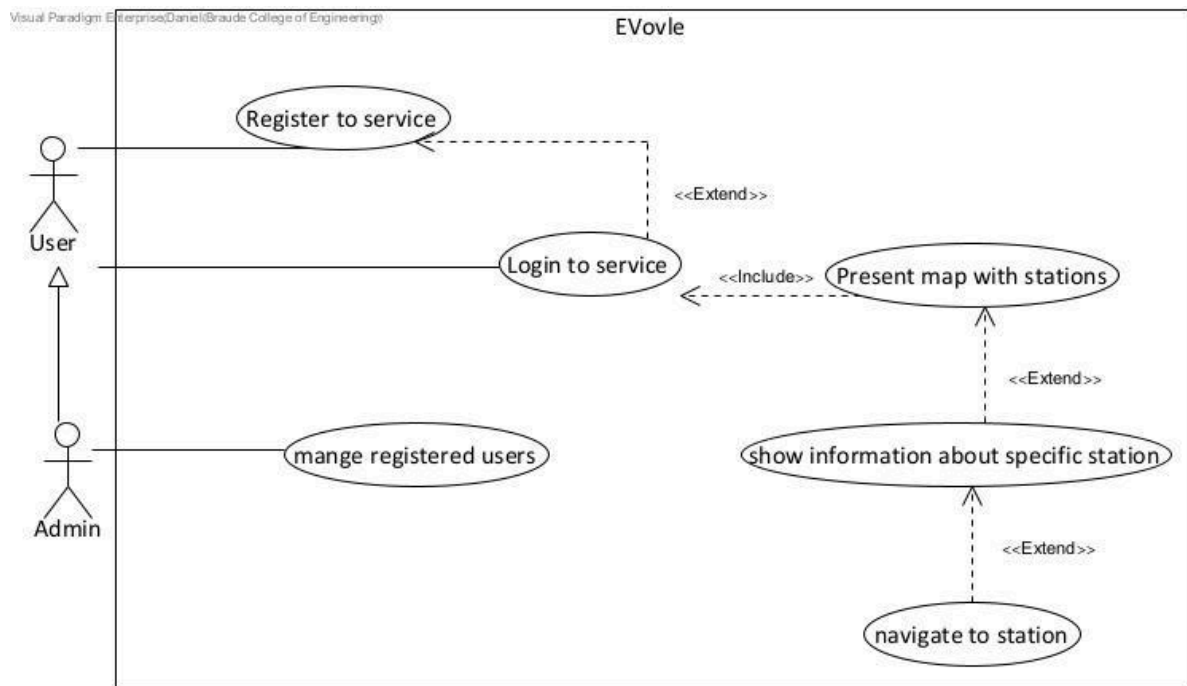 Visual Paradigm Enterprise(Daniel(Braude College of Engineering))
EVovle
Register to service
<<Extend>>
User
Login to service
<<Include>>
Present map with stations
<<Extend>>
mange registered users
show information about specific station
Admin
<<Extend>>
navigate to station